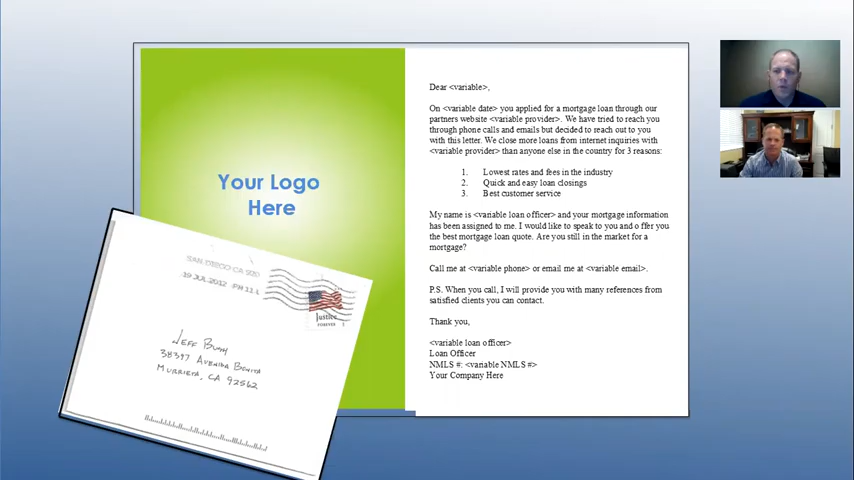 Your Logo
Here
Dear <variable>,
On <variable date> you applied for a mortgage loan through our
partners website <variable provider>. We have tried to reach you
through phone calls and emails but decided to reach out to you
with this letter. We close more loans from internet inquiries with
<variable provider> than anyone else in the country for 3 reasons:
1. Lowest rates and fees in the industry
2. Quick and easy loan closings
3. Best customer service
My name is <variable loan officer> and your mortgage information
has been assigned to me. I would like to speak to you and offer you
the best mortgage loan quote. Are you still in the market for a
mortgage?
Call me at <variable phone> or email me at <variable email>.
P.S. When you call, I will provide you with many references from
satisfied clients you can contact.
Thank you,
<variable loan officer>
Loan Officer
NMLS #: <variable NMLS #>
Your Company Here
SAN DIEGO CA
19 JUL 2012 PM
Justice
FOREVER
Jeff Bush
38397 Avenida Bonita
Murrieta, CA 92562